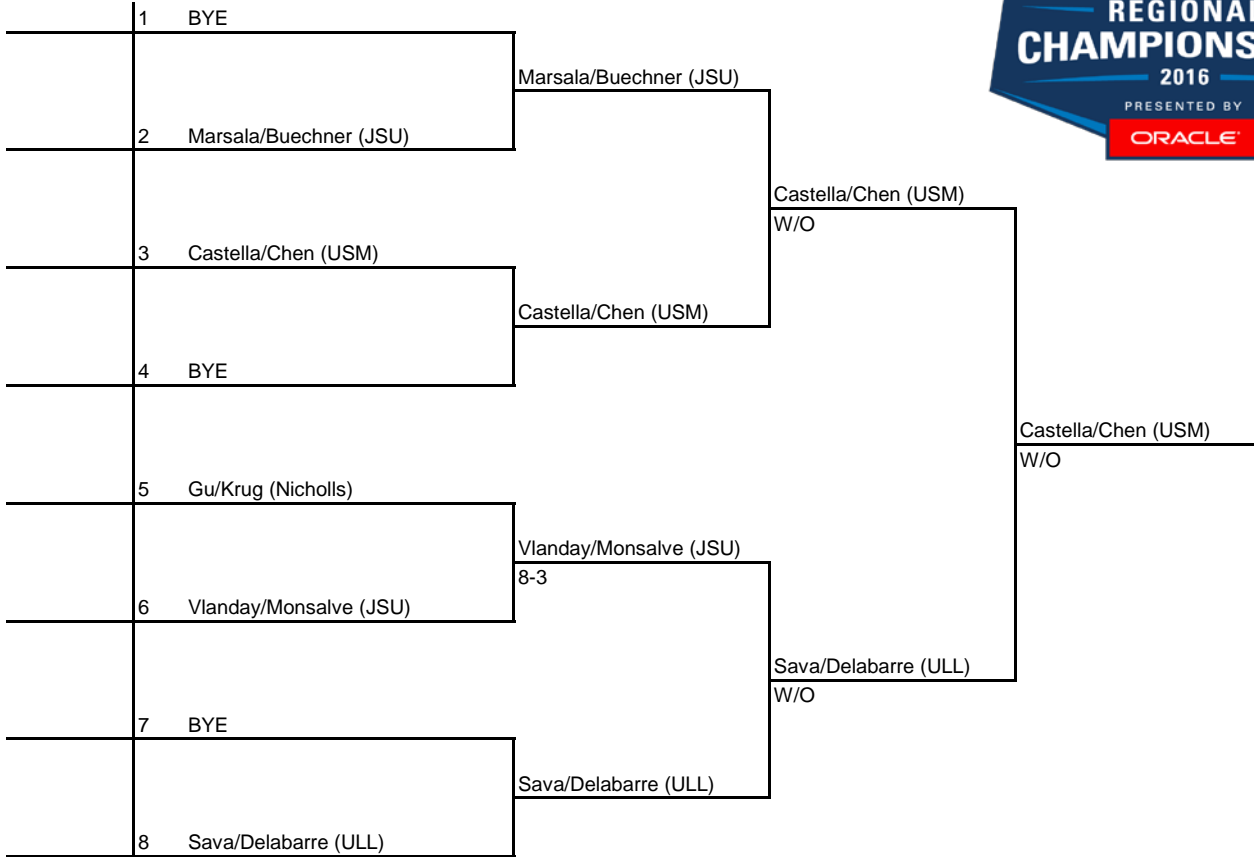 1 BYE
REGIONAL
CHAMPIONS
2016
PRESENTED BY
ORACLE
Marsala/Buechner (JSU)
2 Marsala/Buechner (JSU)
Castella/Chen (USM)
W/O
3 Castella/Chen (USM)
Castella/Chen (USM)
4 BYE
Castella/Chen (USM)
W/O
5 Gu/Krug (Nicholls)
Vlanday/Monsalve (JSU)
8-3
6 Vlanday/Monsalve (JSU)
Sava/Delabarre (ULL)
W/O
7 BYE
Sava/Delabarre (ULL)
8 Sava/Delabarre (ULL)